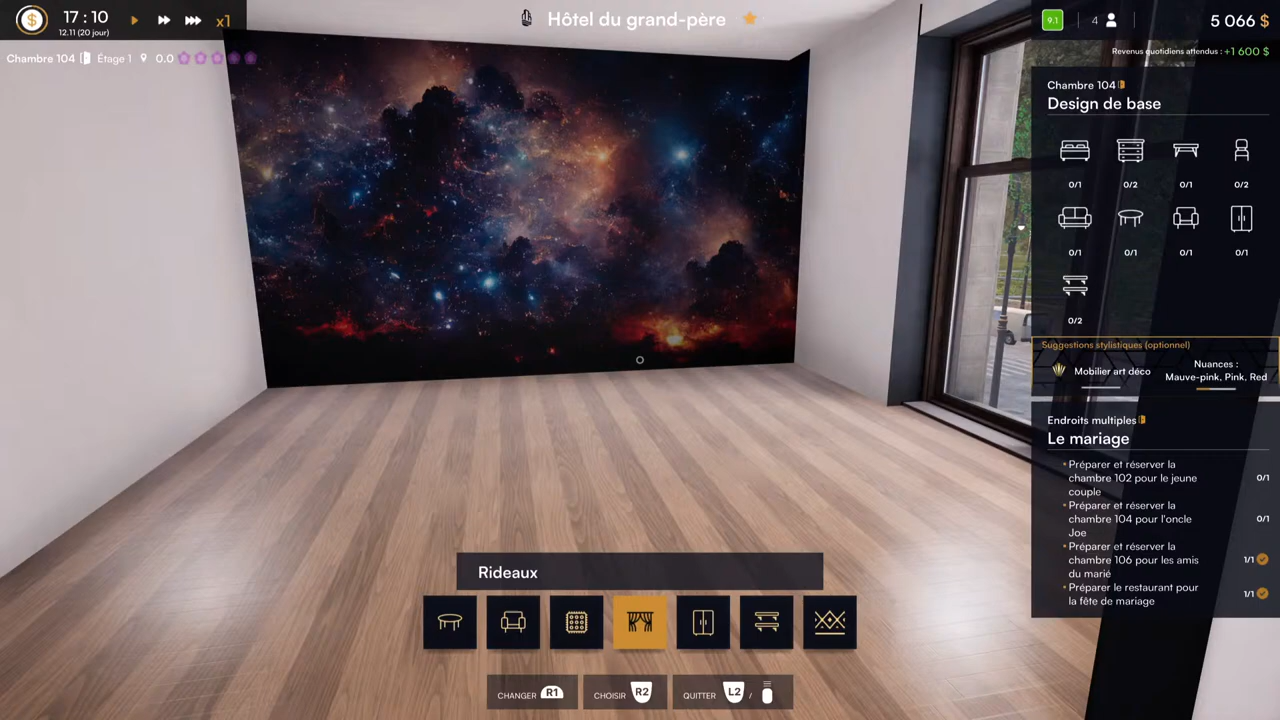 17:10
12.11 (20 jour)
x1
Hôtel du grand-père
9.1
4
5 066 $
Revenus quotidiens attendus : +1 600 $
Chambre 104
Étage 1
0.0
Chambre 104
Design de base
0/1
0/2
0/1
0/2
0/1
0/1
0/1
0/1
0/2
Suggestions stylistiques (optionnel)
Mobilier art déco
Nuances :
Mauve-pink, Pink, Red
Endroits multiples
Le mariage
Préparer et réserver la
chambre 102 pour le jeune
couple
0/1
Préparer et réserver la
chambre 104 pour l'oncle
Joe
0/1
Préparer et réserver la
chambre 106 pour les amis
du marié
1/1
Préparer le restaurant pour
la fête de mariage
1/1
Rideaux
CHANGER R1
CHOISIR R2
QUITTER L2 /